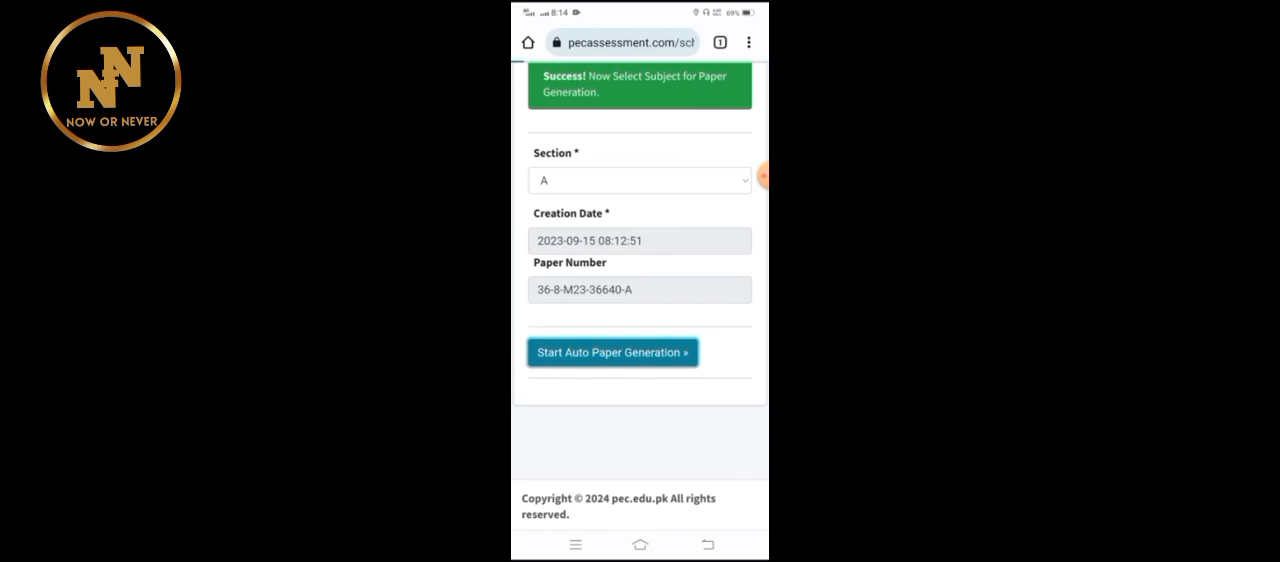 NN
NOW OR NEVER
8:14
69%
pecassessment.com/scl
1
Success! Now Select Subject for Paper
Generation.
Section *
A
Creation Date *
2023-09-15 08:12:51
Paper Number
36-8-M23-36640-A
Start Auto Paper Generation »
Copyright © 2024 pec.edu.pk All rights
reserved.